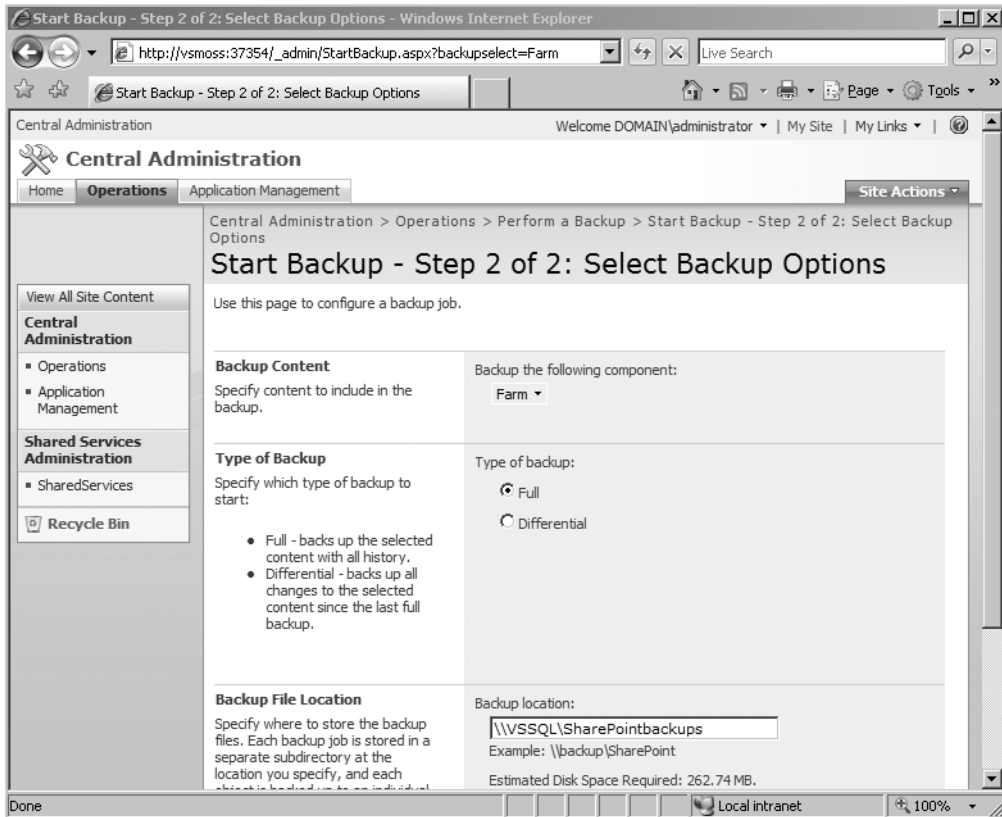 Start Backup - Step 2 of 2: Select Backup Options - Windows Internet Explorer
http://vsmoss:37354/_admin/StartBackup.aspx?backupselect=Farm
Live Search
Start Backup - Step 2 of 2: Select Backup Options
Page
Tools
»
Central Administration
Welcome DOMAIN\administrator
| My Site | My Links |
Central Administration
Home
Operations
Application Management
Site Actions
Central Administration > Operations > Perform a Backup > Start Backup - Step 2 of 2: Select Backup
Options
Start Backup - Step 2 of 2: Select Backup Options
View All Site Content
Central
Administration
Operations
Application
Management
Shared Services
Administration
SharedServices
Recycle Bin
Use this page to configure a backup job.
Backup Content
Specify content to include in the
backup.
Backup the following component:
Farm
Type of Backup
Specify which type of backup to
start:
• Full - backs up the selected
content with all history.
• Differential - backs up all
changes to the selected
content since the last full
backup.
Type of backup:
Full
Differential
Backup File Location
Specify where to store the backup
files. Each backup job is stored in a
separate subdirectory at the
location you specify, and each
Backup location:
\\VSSQL\SharePointbackups
Example: \\backup\SharePoint
Estimated Disk Space Required: 262.74 MB.
Done
Local intranet
100%